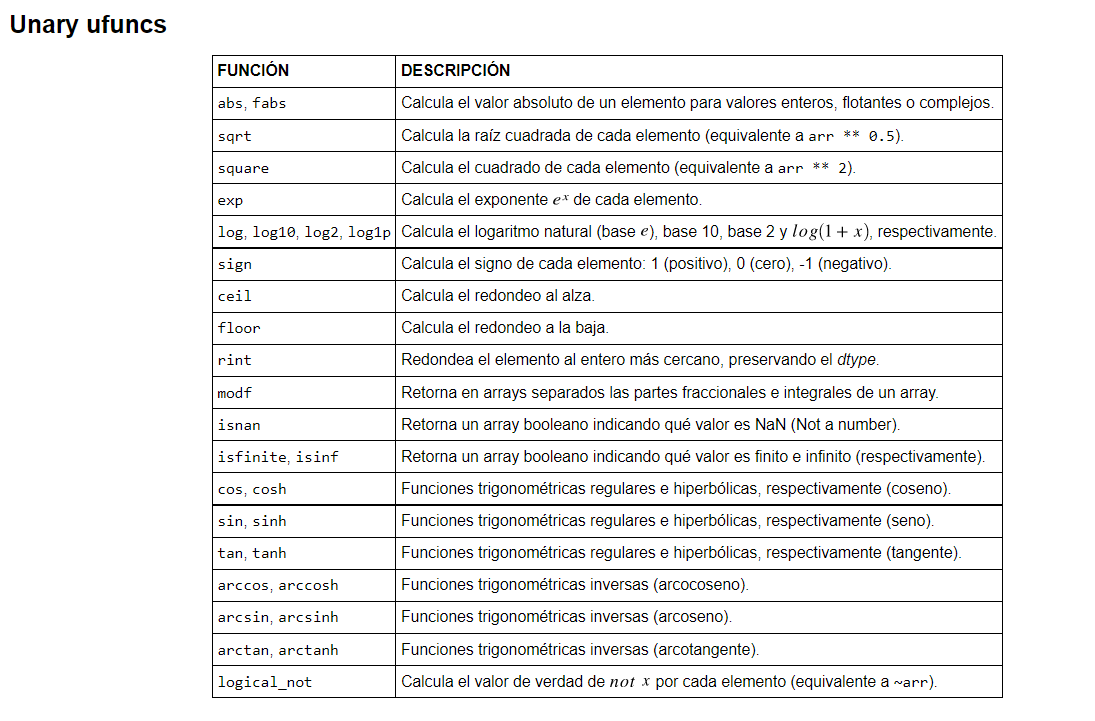 Unary ufuncs
FUNCIÓN DESCRIPCIÓN
abs, fabs Calcula el valor absoluto de un elemento para valores enteros, flotantes o complejos.
sqrt Calcula la raíz cuadrada de cada elemento (equivalente a arr ** 0.5).
square Calcula el cuadrado de cada elemento (equivalente a arr ** 2).
exp Calcula el exponente eˣ de cada elemento.
log, log10, log2, log1p Calcula el logaritmo natural (base e), base 10, base 2 y log(1 + x), respectivamente.
sign Calcula el signo de cada elemento: 1 (positivo), 0 (cero), -1 (negativo).
ceil Calcula el redondeo al alza.
floor Calcula el redondeo a la baja.
rint Redondea el elemento al entero más cercano, preservando el dtype.
modf Retorna en arrays separados las partes fraccionales e integrales de un array.
isnan Retorna un array booleano indicando qué valor es NaN (Not a number).
isfinite, isinf Retorna un array booleano indicando qué valor es finito e infinito (respectivamente).
cos, cosh Funciones trigonométricas regulares e hiperbólicas, respectivamente (coseno).
sin, sinh Funciones trigonométricas regulares e hiperbólicas, respectivamente (seno).
tan, tanh Funciones trigonométricas regulares e hiperbólicas, respectivamente (tangente).
arccos, arccosh Funciones trigonométricas inversas (arcocoseno).
arcsin, arcsinh Funciones trigonométricas inversas (arcoseno).
arctan, arctanh Funciones trigonométricas inversas (arcotangente).
logical_not Calcula el valor de verdad de not x por cada elemento (equivalente a ~arr).